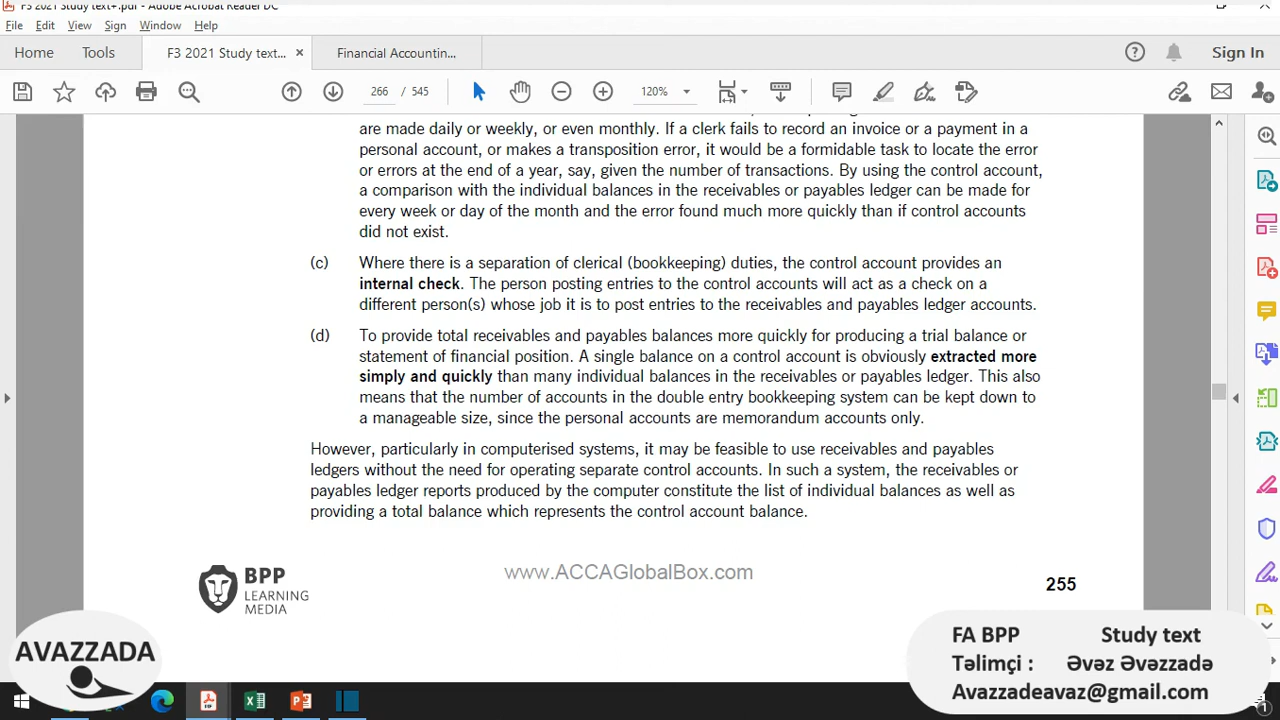 F3 2021 Study text+.pdf - Adobe Acrobat Reader DC
File Edit View Sign Window Help
Home Tools F3 2021 Study text... × Financial Accountin... Sign In
266 / 545 120%
are made daily or weekly, or even monthly. If a clerk fails to record an invoice or a payment in a
personal account, or makes a transposition error, it would be a formidable task to locate the error
or errors at the end of a year, say, given the number of transactions. By using the control account,
a comparison with the individual balances in the receivables or payables ledger can be made for
every week or day of the month and the error found much more quickly than if control accounts
did not exist.
(c) Where there is a separation of clerical (bookkeeping) duties, the control account provides an
internal check. The person posting entries to the control accounts will act as a check on a
different person(s) whose job it is to post entries to the receivables and payables ledger accounts.
(d) To provide total receivables and payables balances more quickly for producing a trial balance or
statement of financial position. A single balance on a control account is obviously extracted more
simply and quickly than many individual balances in the receivables or payables ledger. This also
means that the number of accounts in the double entry bookkeeping system can be kept down to
a manageable size, since the personal accounts are memorandum accounts only.
However, particularly in computerised systems, it may be feasible to use receivables and payables
ledgers without the need for operating separate control accounts. In such a system, the receivables or
payables ledger reports produced by the computer constitute the list of individual balances as well as
providing a total balance which represents the control account balance.
BPP
LEARNING
MEDIA
www.ACCAGlobalBox.com
255
AVAZZADA
FA BPP Study text
Təlimçi : Əvəz Əvəzzadə
Avazzadeavaz@gmail.com